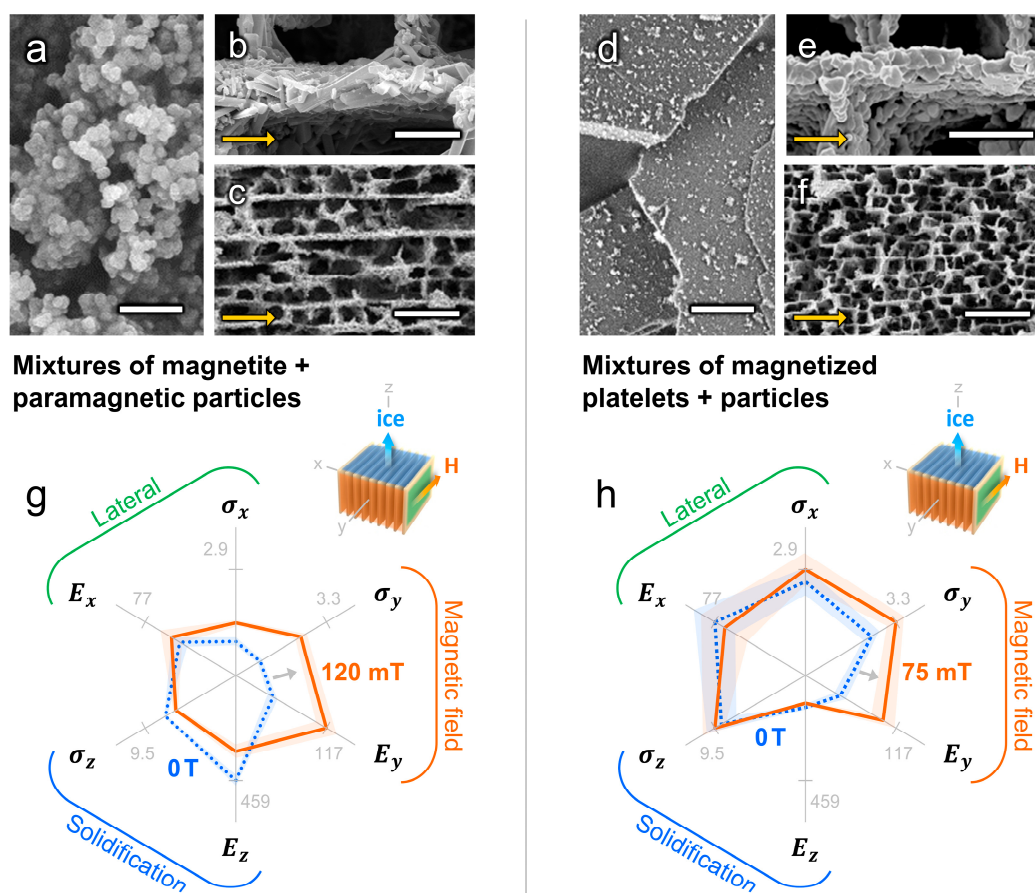 a
b
c
d
e
f
Mixtures of magnetite +
paramagnetic particles
Mixtures of magnetized
platelets + particles
g
z
ice
x
H
y
Lateral
σx
2.9
Ex
77
3.3
σy
120 mT
Magnetic field
9.5
σz
0 T
117
Ey
459
Ez
Solidification
h
z
ice
x
H
y
Lateral
σx
2.9
Ex
77
3.3
σy
75 mT
Magnetic field
9.5
σz
0 T
117
Ey
459
Ez
Solidification